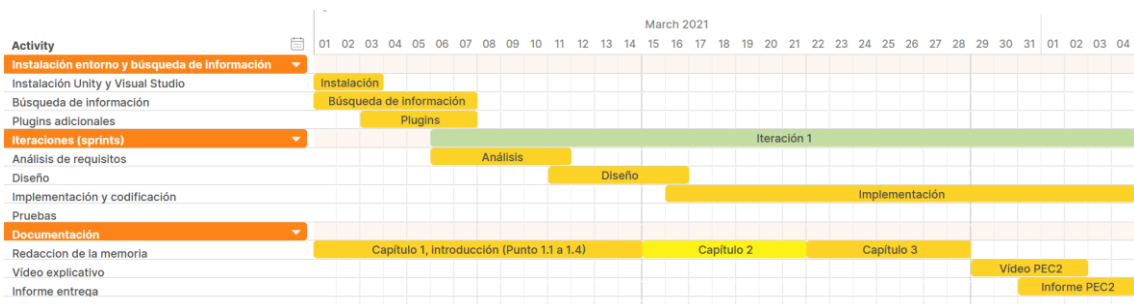 March 2021
Activity 01 02 03 04 05 06 07 08 09 10 11 12 13 14 15 16 17 18 19 20 21 22 23 24 25 26 27 28 29 30 31 01 02 03 04
Instalación entorno y búsqueda de información
Instalación Unity y Visual Studio Instalación
Búsqueda de información Búsqueda de información
Plugins adicionales Plugins
Iteraciones (sprints) Iteración 1
Análisis de requisitos Análisis
Diseño Diseño
Implementación y codificación Implementación
Pruebas
Documentación
Redaccion de la memoria Capítulo 1, introducción (Punto 1.1 a 1.4) Capítulo 2 Capítulo 3
Vídeo explicativo Vídeo PEC2
Informe entrega Informe PEC2